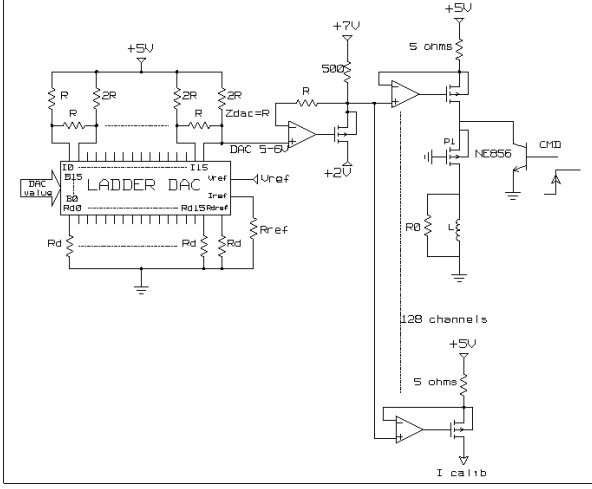 +5V
+7V
+5V
5 ohms
500
R
2R
2R
R
2R
R
R
Zdac=R
R
DAC 5-6V
+2V
P1
NE856
CMD
I0
I15
B15
DAC value
LADDER DAC
Vref
Vref
Iref
B0
Rd0
Rd15
Rdref
Rref
Rd
Rd
Rd
R0
L
128 channels
+5V
5 ohms
I calib